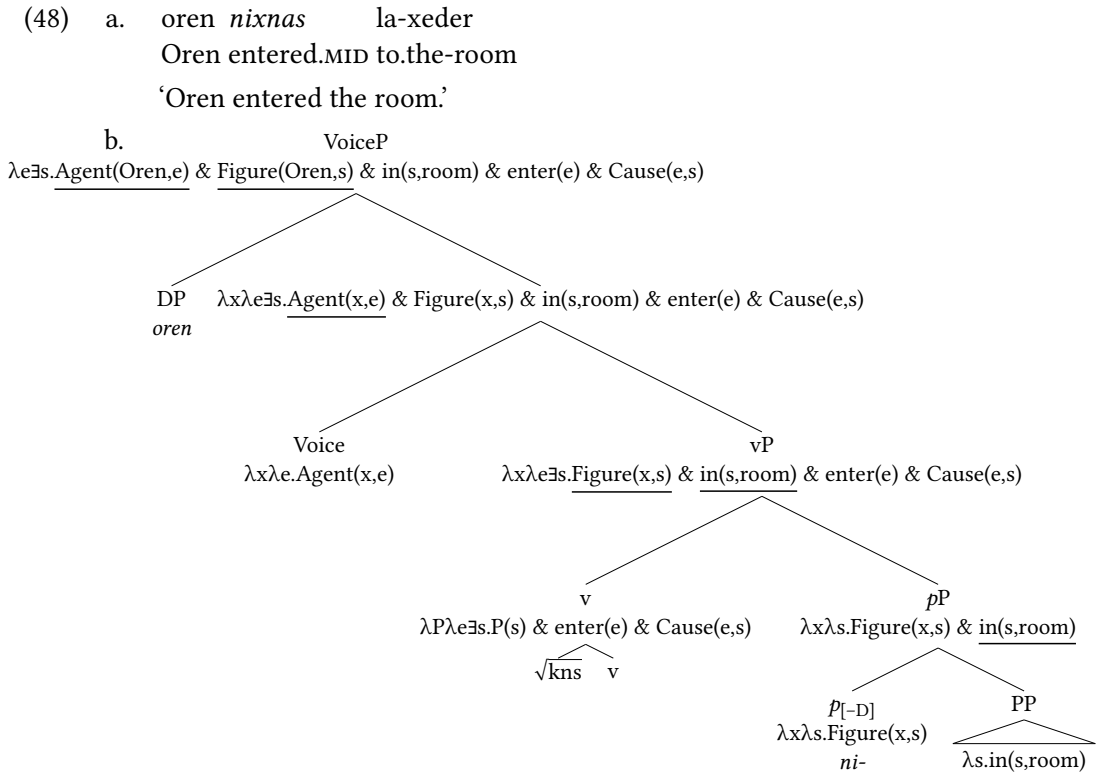 (48) a. oren nixnas la-xeder
Oren entered.MID to.the-room
‘Oren entered the room.’
b. VoiceP
λe∃s.Agent(Oren,e) & Figure(Oren,s) & in(s,room) & enter(e) & Cause(e,s)
DP λxλe∃s.Agent(x,e) & Figure(x,s) & in(s,room) & enter(e) & Cause(e,s)
oren
Voice vP
λxλe.Agent(x,e) λxλe∃s.Figure(x,s) & in(s,room) & enter(e) & Cause(e,s)
v pP
λPλe∃s.P(s) & enter(e) & Cause(e,s) λxλs.Figure(x,s) & in(s,room)
√kns v
p[−D] PP
λxλs.Figure(x,s)
ni- λs.in(s,room)